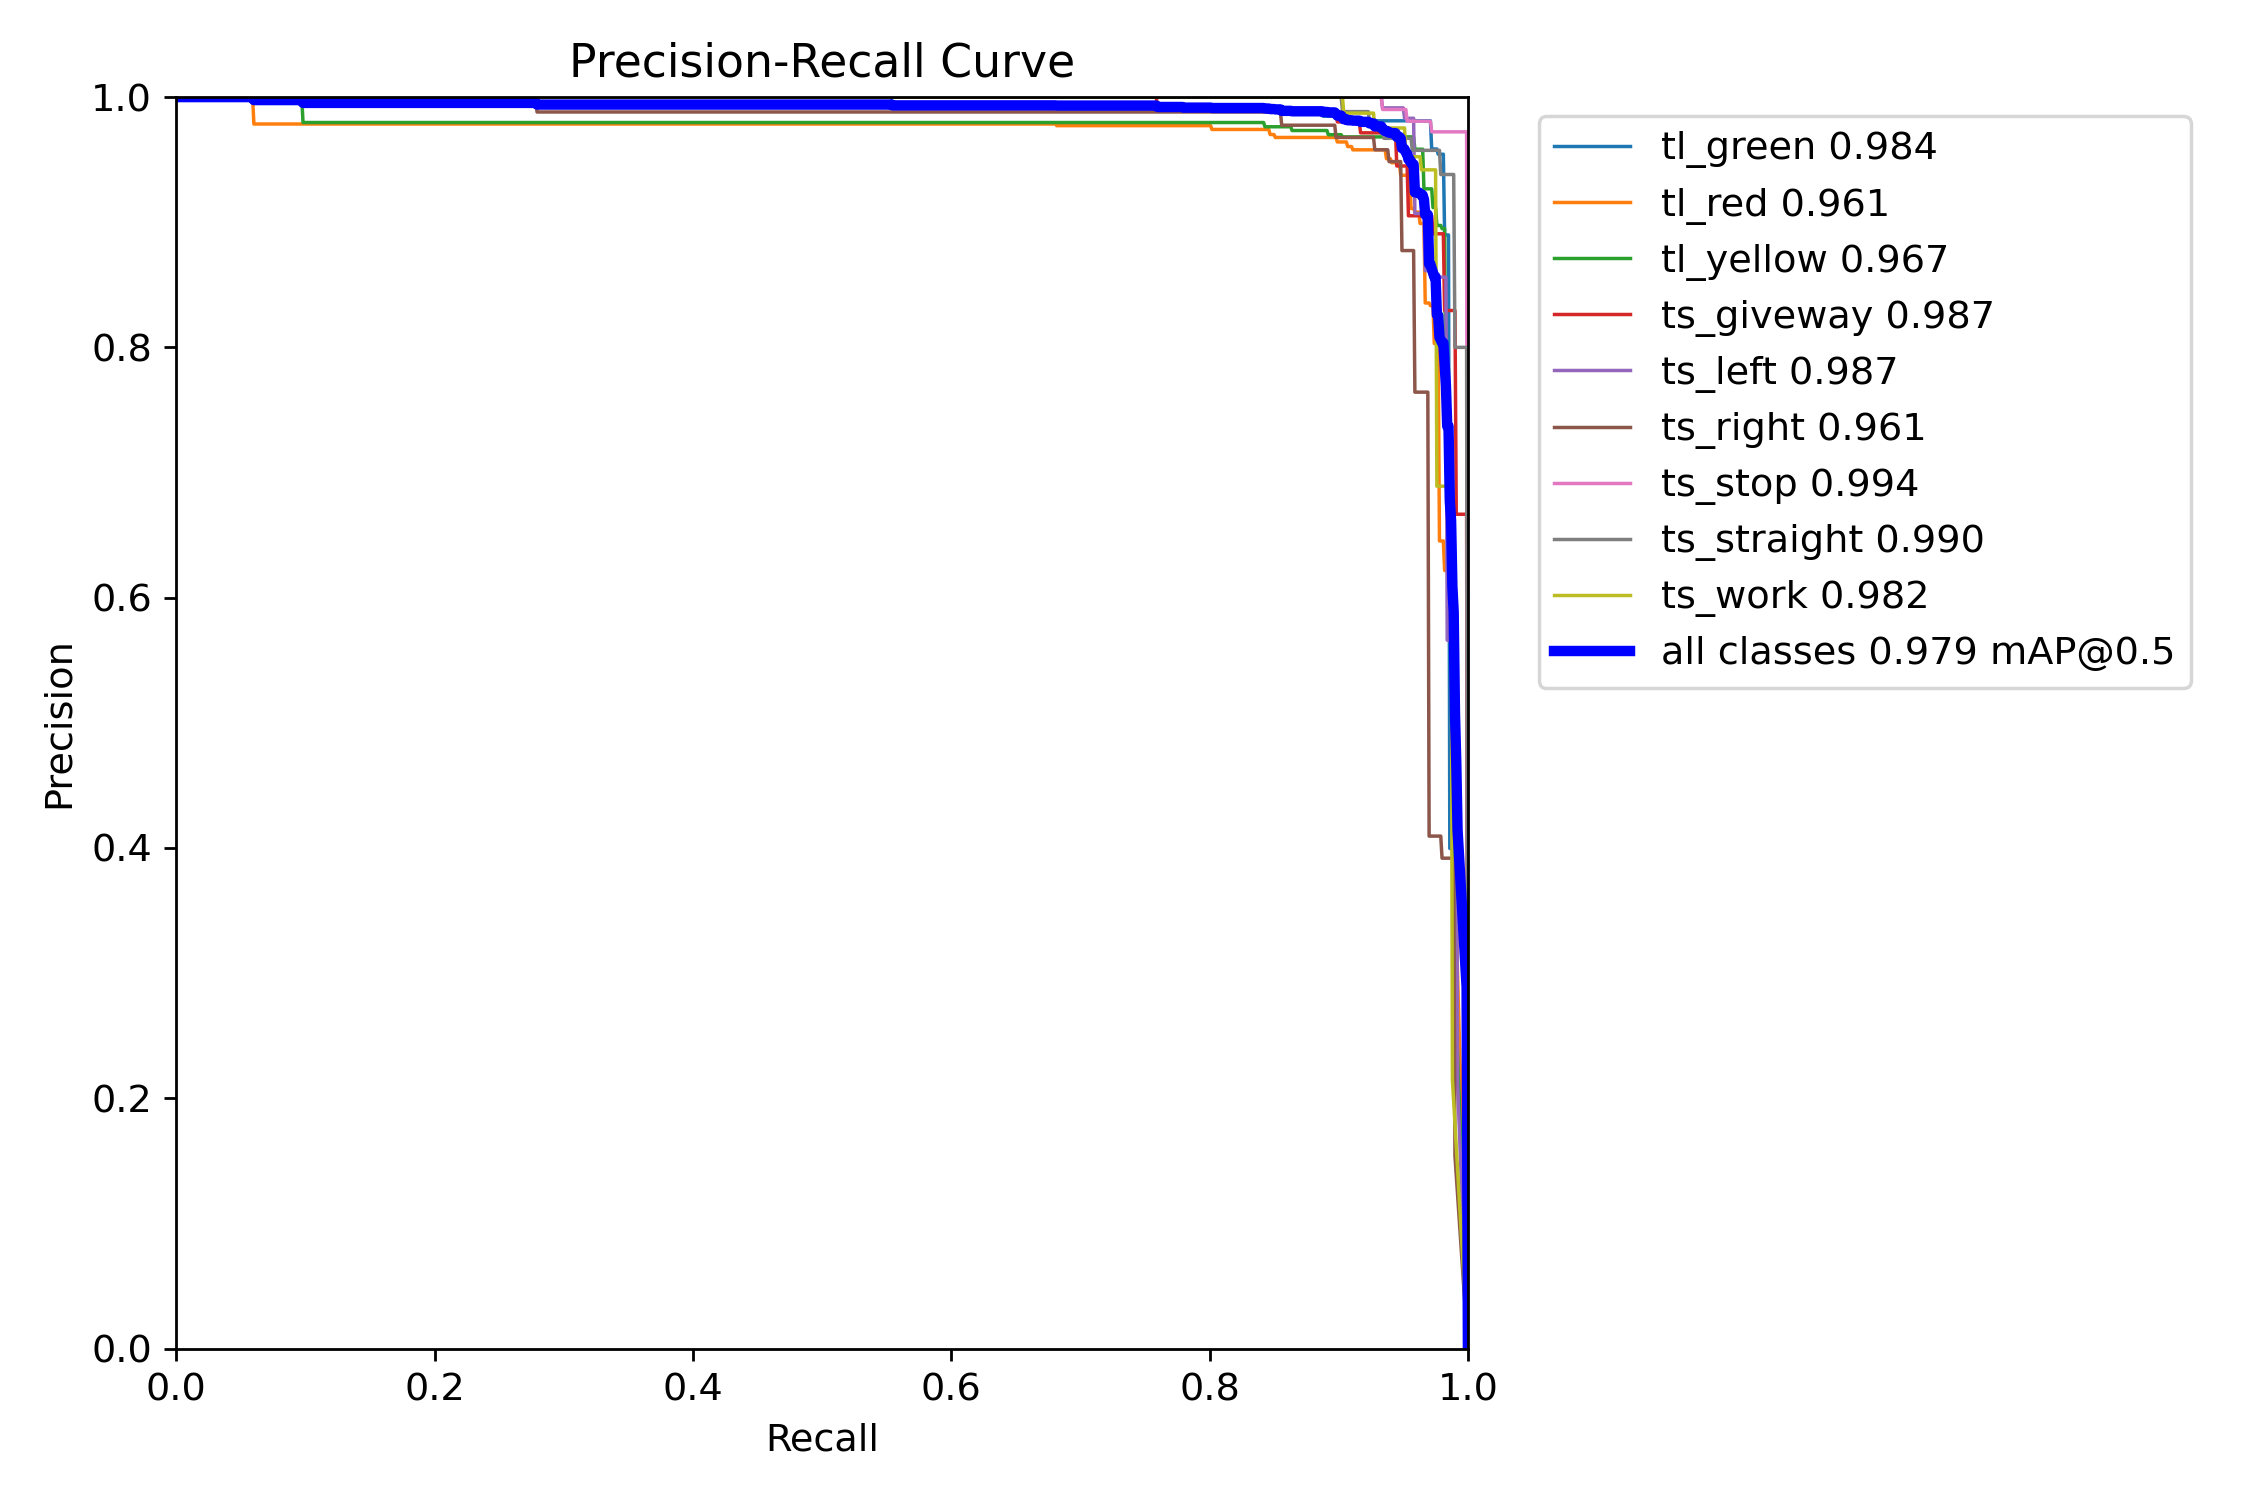 Precision-Recall Curve
1.0
0.8
0.6
0.4
0.2
0.0
Precision
0.0 0.2 0.4 0.6 0.8 1.0
Recall
tl_green 0.984
tl_red 0.961
tl_yellow 0.967
ts_giveway 0.987
ts_left 0.987
ts_right 0.961
ts_stop 0.994
ts_straight 0.990
ts_work 0.982
all classes 0.979 mAP@0.5